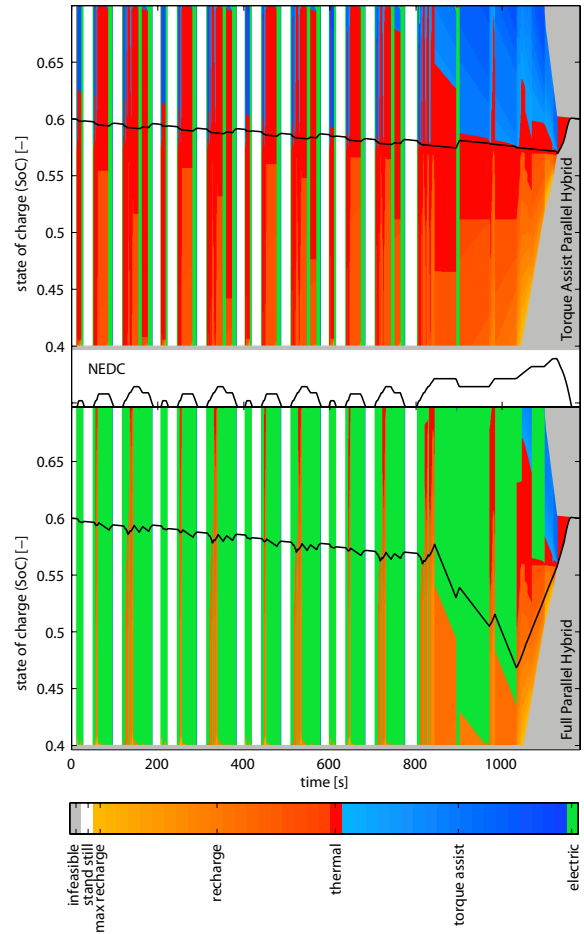 0.65
0.6
0.55
0.5
0.45
0.4
state of charge (SoC) [−]
Torque Assist Parallel Hybrid
NEDC
0.65
0.6
0.55
0.5
0.45
0.4
state of charge (SoC) [−]
Full Parallel Hybrid
0 200 400 600 800 1000
time [s]
infeasible
stand still
max recharge
recharge
thermal
torque assist
electric